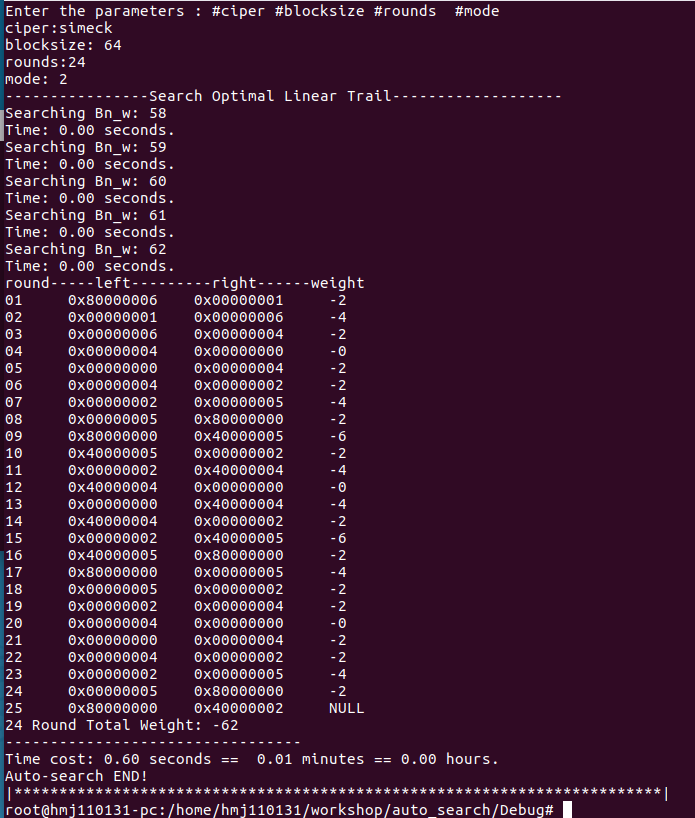 Enter the parameters : #ciper #blocksize #rounds  #mode
ciper:simeck
blocksize: 64
rounds:24
mode: 2
----------------Search Optimal Linear Trail-------------------
Searching Bn_w: 58
Time: 0.00 seconds.
Searching Bn_w: 59
Time: 0.00 seconds.
Searching Bn_w: 60
Time: 0.00 seconds.
Searching Bn_w: 61
Time: 0.00 seconds.
Searching Bn_w: 62
Time: 0.00 seconds.
round-----left---------right------weight
01     0x80000006    0x00000001     -2
02     0x00000001    0x00000006     -4
03     0x00000006    0x00000004     -2
04     0x00000004    0x00000000     -0
05     0x00000000    0x00000004     -2
06     0x00000004    0x00000002     -2
07     0x00000002    0x00000005     -4
08     0x00000005    0x80000000     -2
09     0x80000000    0x40000005     -6
10     0x40000005    0x00000002     -2
11     0x00000002    0x40000004     -4
12     0x40000004    0x00000000     -0
13     0x00000000    0x40000004     -4
14     0x40000004    0x00000002     -2
15     0x00000002    0x40000005     -6
16     0x40000005    0x80000000     -2
17     0x80000000    0x00000005     -4
18     0x00000005    0x00000002     -2
19     0x00000002    0x00000004     -2
20     0x00000004    0x00000000     -0
21     0x00000000    0x00000004     -2
22     0x00000004    0x00000002     -2
23     0x00000002    0x00000005     -4
24     0x00000005    0x80000000     -2
25     0x80000000    0x40000002     NULL
24 Round Total Weight: -62
---------------------------------
Time cost: 0.60 seconds ==  0.01 minutes == 0.00 hours.
Auto-search END!
|************************************************************************|
root@hmj110131-pc:/home/hmj110131/workshop/auto_search/Debug#